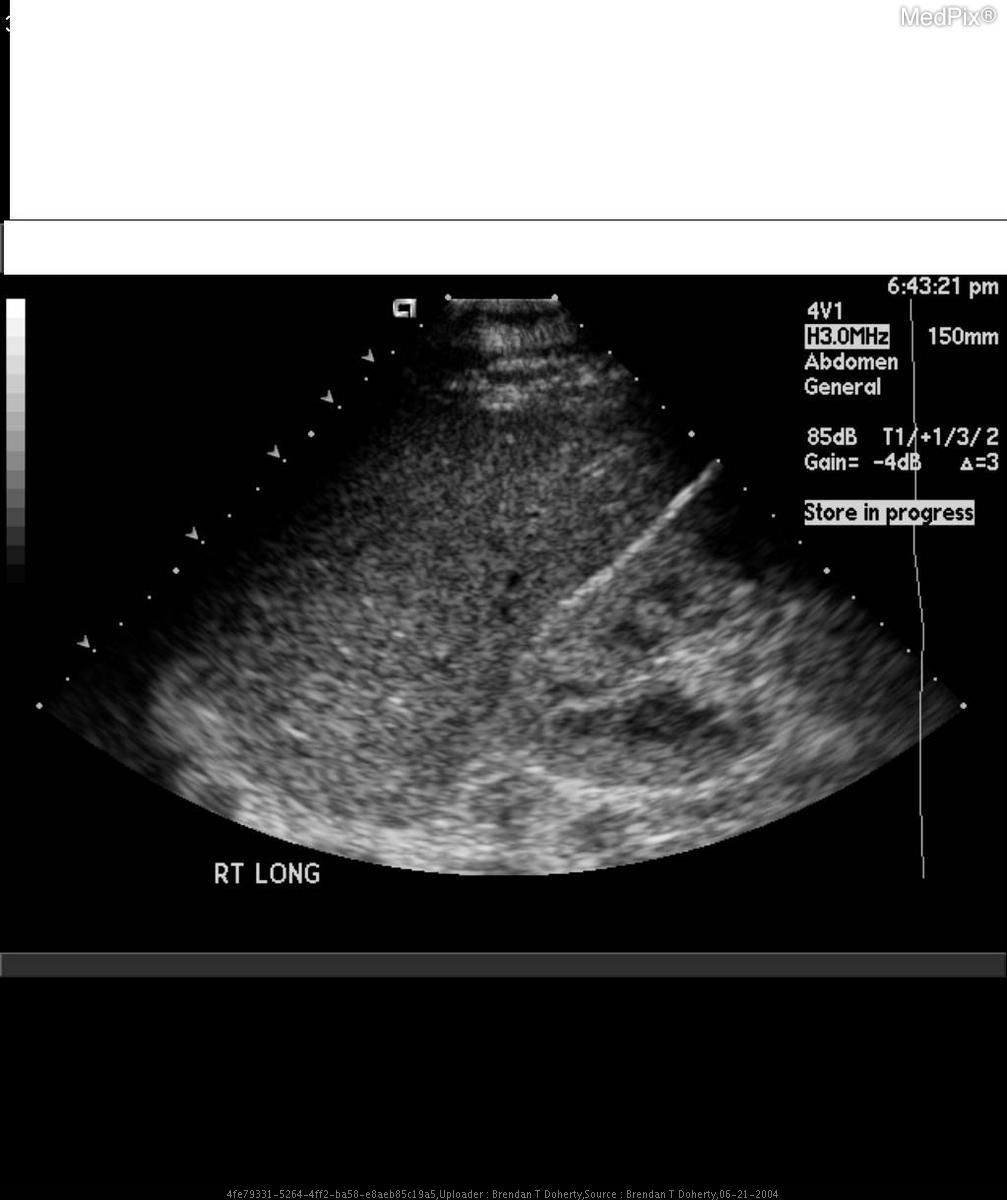 MedPix®
6:43:21 pm
4V1
H3.0MHz 150mm
Abdomen
General
85dB T1/+1/3/2
Gain= -4dB Δ=3
Store in progress
RT LONG
4fe79331-5264-4ff2-ba58-e8aeb85c19a5,Uploader : Brendan T Doherty,Source : Brendan T Doherty,06-21-2004